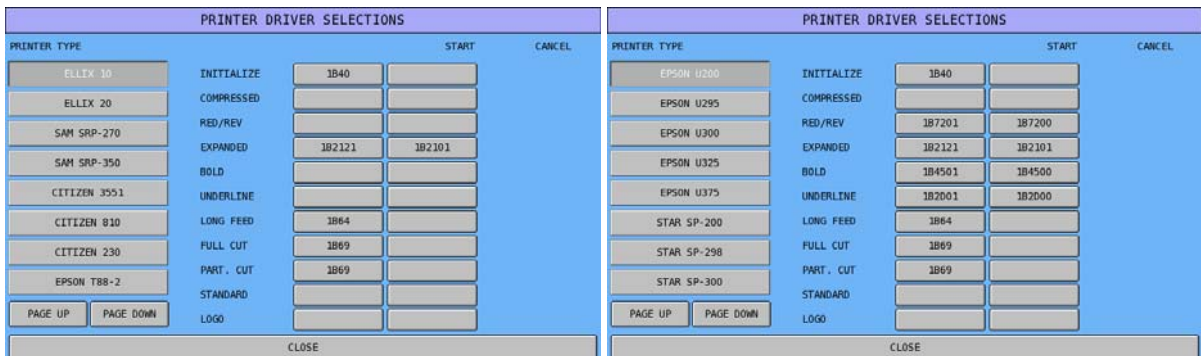 PRINTER DRIVER SELECTIONS
PRINTER TYPE START CANCEL
ELLIX 10 INITIALIZE 1B40
ELLIX 20 COMPRESSED
SAM SRP-270 RED/REV
SAM SRP-350 EXPANDED 1B2121 1B2101
CITIZEN 3551 BOLD
CITIZEN 810 UNDERLINE
CITIZEN 230 LONG FEED 1B64
EPSON T88-2 FULL CUT 1B69
PART. CUT 1B69
STANDARD
PAGE UP PAGE DOWN LOGO
CLOSE
PRINTER DRIVER SELECTIONS
PRINTER TYPE START CANCEL
EPSON U200 INITIALIZE 1B40
EPSON U295 COMPRESSED
EPSON U300 RED/REV 1B7201 1B7200
EPSON U325 EXPANDED 1B2121 1B2101
EPSON U375 BOLD 1B4501 1B4500
STAR SP-200 UNDERLINE 1B2D01 1B2D00
STAR SP-298 LONG FEED 1B64
STAR SP-300 FULL CUT 1B69
PART. CUT 1B69
STANDARD
PAGE UP PAGE DOWN LOGO
CLOSE